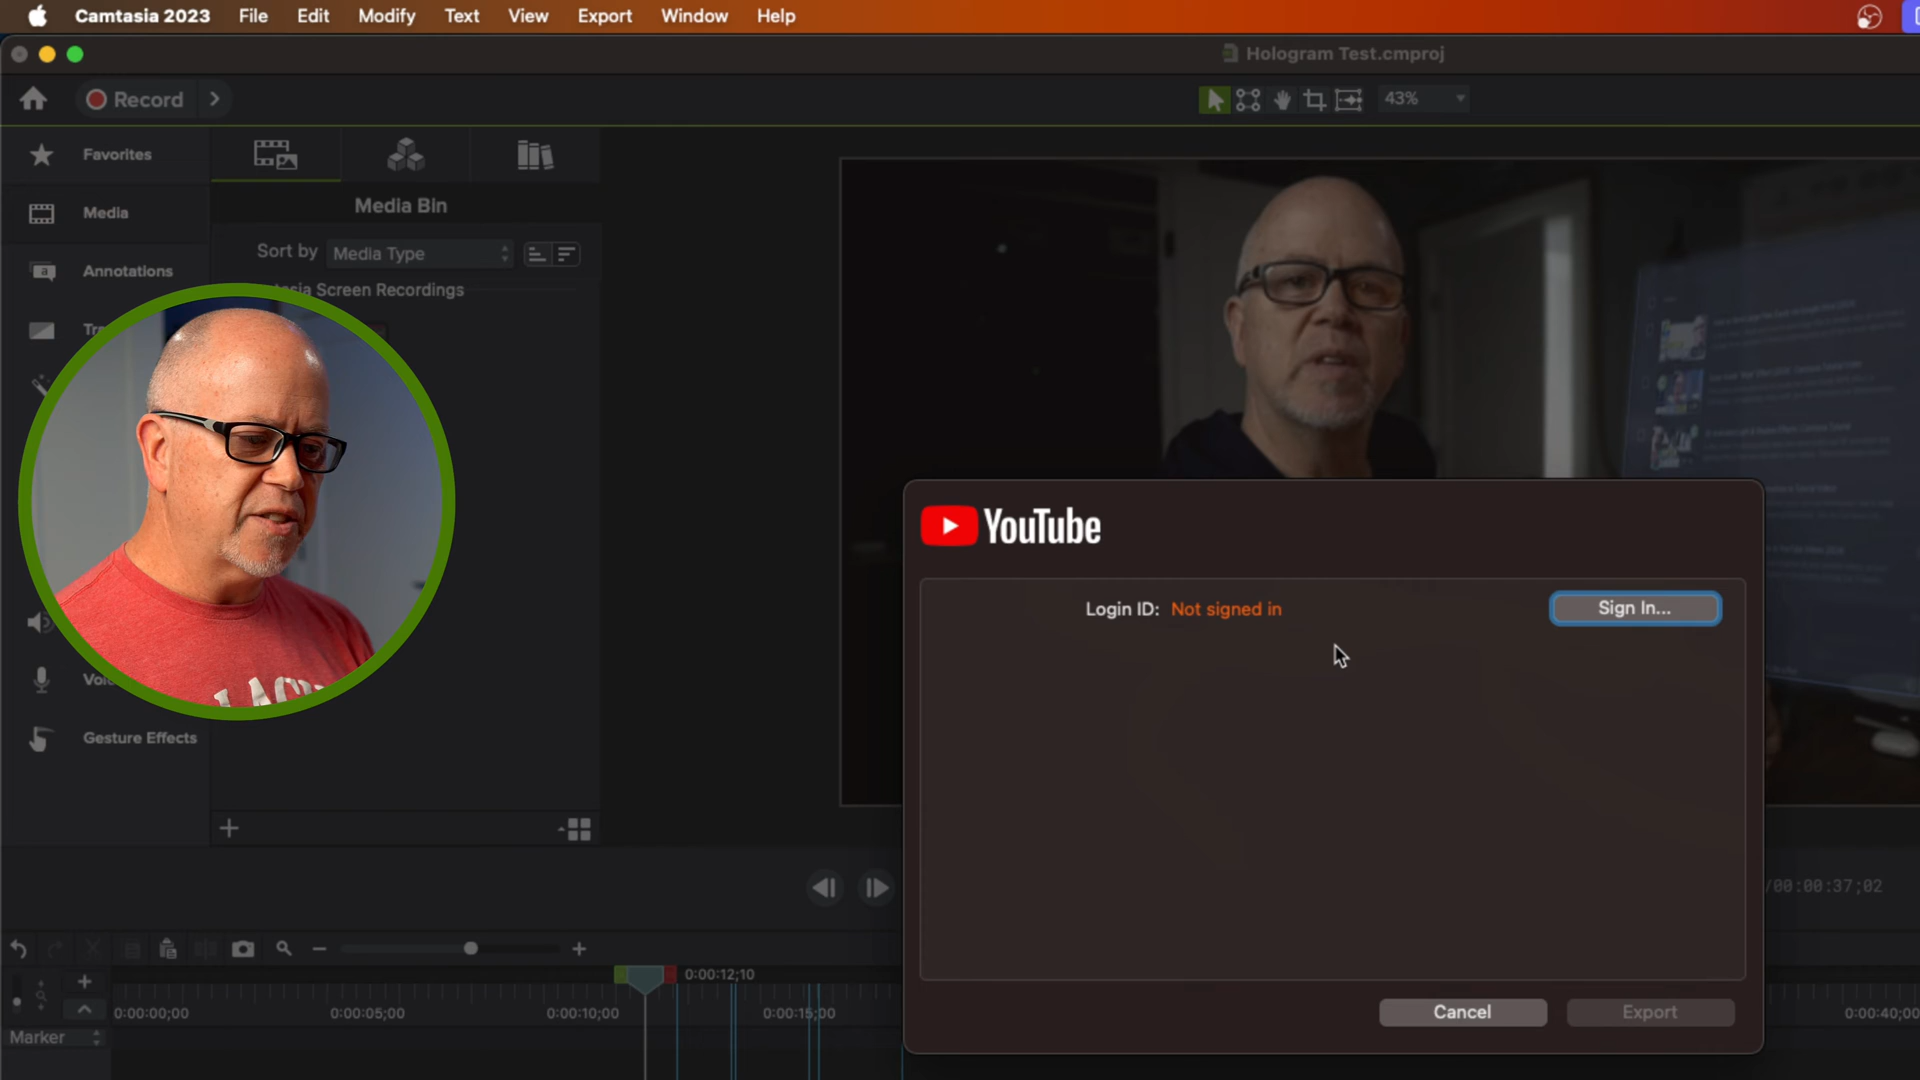 Camtasia 2023 File Edit Modify Text View Export Window Help
Hologram Test.cmproj
Record
43%
Favorites
Media
Annotations
Gesture Effects
Media Bin
Sort by Media Type
Screen Recordings
YouTube
Login ID: Not signed in
Sign In...
Cancel
Export
/00:00:37;02
0:00:12;10
0:00:00;00
0:00:05;00
0:00:10;00
0:00:15;00
0:00:40;00
Marker